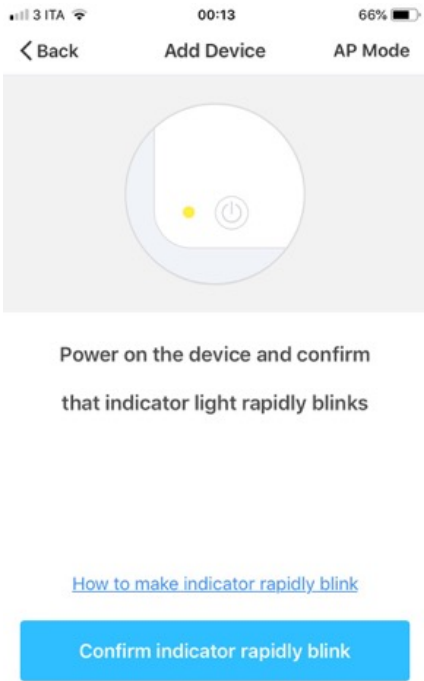 3 ITA 00:13 66%
Back Add Device AP Mode
Power on the device and confirm
that indicator light rapidly blinks
How to make indicator rapidly blink
Confirm indicator rapidly blink